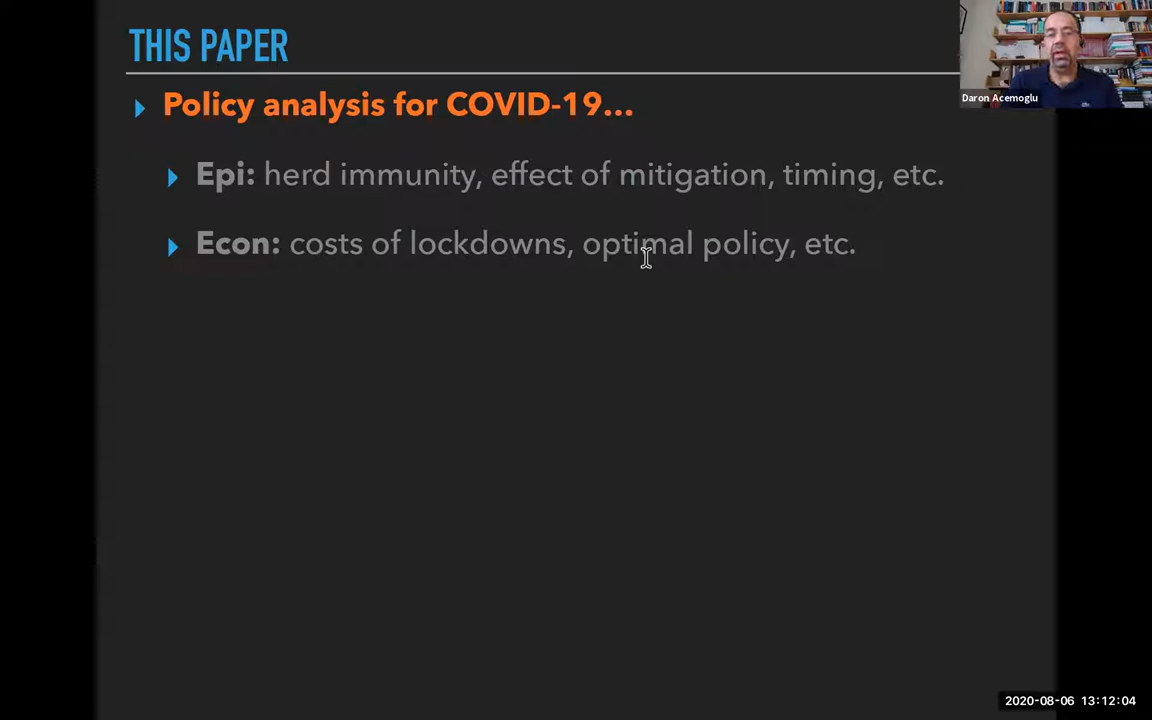 THIS PAPER
Policy analysis for COVID-19...
Epi: herd immunity, effect of mitigation, timing, etc.
Econ: costs of lockdowns, optimal policy, etc.
Daron Acemoglu
2020-08-06 13:12:04